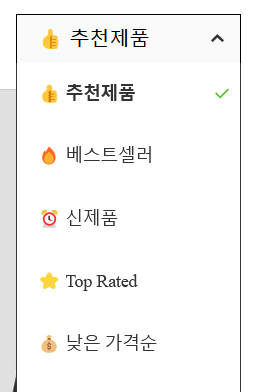 👍 추천제품
👍 추천제품
🔥 베스트셀러
⏰ 신제품
⭐ Top Rated
💰 낮은 가격순